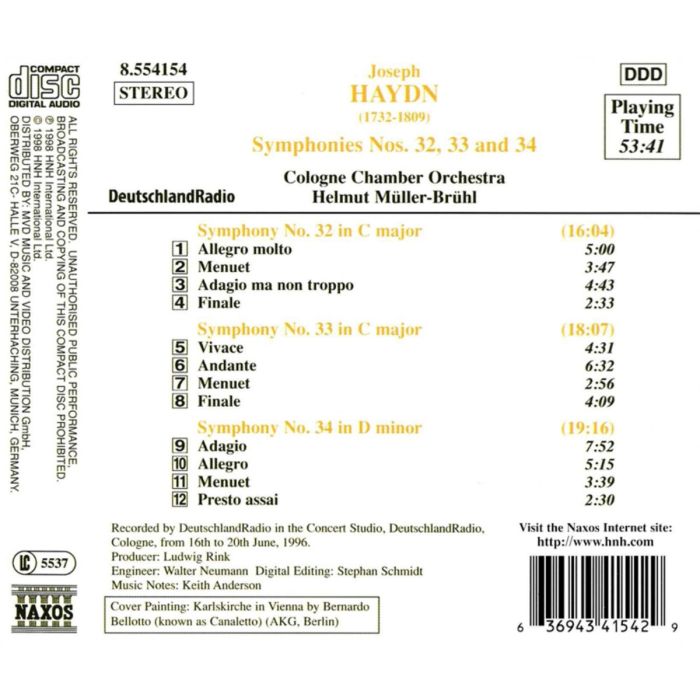 COMPACT
disc
DIGITAL AUDIO
8.554154
STEREO
Joseph
HAYDN
(1732-1809)
Symphonies Nos. 32, 33 and 34
DDD
Playing
Time
53:41
DeutschlandRadio
Cologne Chamber Orchestra
Helmut Müller-Brühl
Symphony No. 32 in C major (16:04)
1 Allegro molto 5:00
2 Menuet 3:47
3 Adagio ma non troppo 4:43
4 Finale 2:33
Symphony No. 33 in C major (18:07)
5 Vivace 4:31
6 Andante 6:32
7 Menuet 2:56
8 Finale 4:09
Symphony No. 34 in D minor (19:16)
9 Adagio 7:52
10 Allegro 5:15
11 Menuet 3:39
12 Presto assai 2:30
Recorded by DeutschlandRadio in the Concert Studio, DeutschlandRadio,
Cologne, from 16th to 20th June, 1996.
Producer: Ludwig Rink
Engineer: Walter Neumann Digital Editing: Stephan Schmidt
Music Notes: Keith Anderson
Cover Painting: Karlskirche in Vienna by Bernardo
Bellotto (known as Canaletto) (AKG, Berlin)
Visit the Naxos Internet site:
http://www.hnh.com
6 36943 41542 9
ALL RIGHTS RESERVED. UNAUTHORISED PUBLIC PERFORMANCE,
BROADCASTING AND COPYING OF THIS COMPACT DISC PROHIBITED.
℗ 1998 HNH International Ltd.
© 1998 HNH International Ltd.
DISTRIBUTED BY: MVD MUSIC AND VIDEO DISTRIBUTION GmbH,
OBERWEG 21C- HALLE V, D-82008 UNTERHACHING, MUNICH, GERMANY.
LC 5537
NAXOS